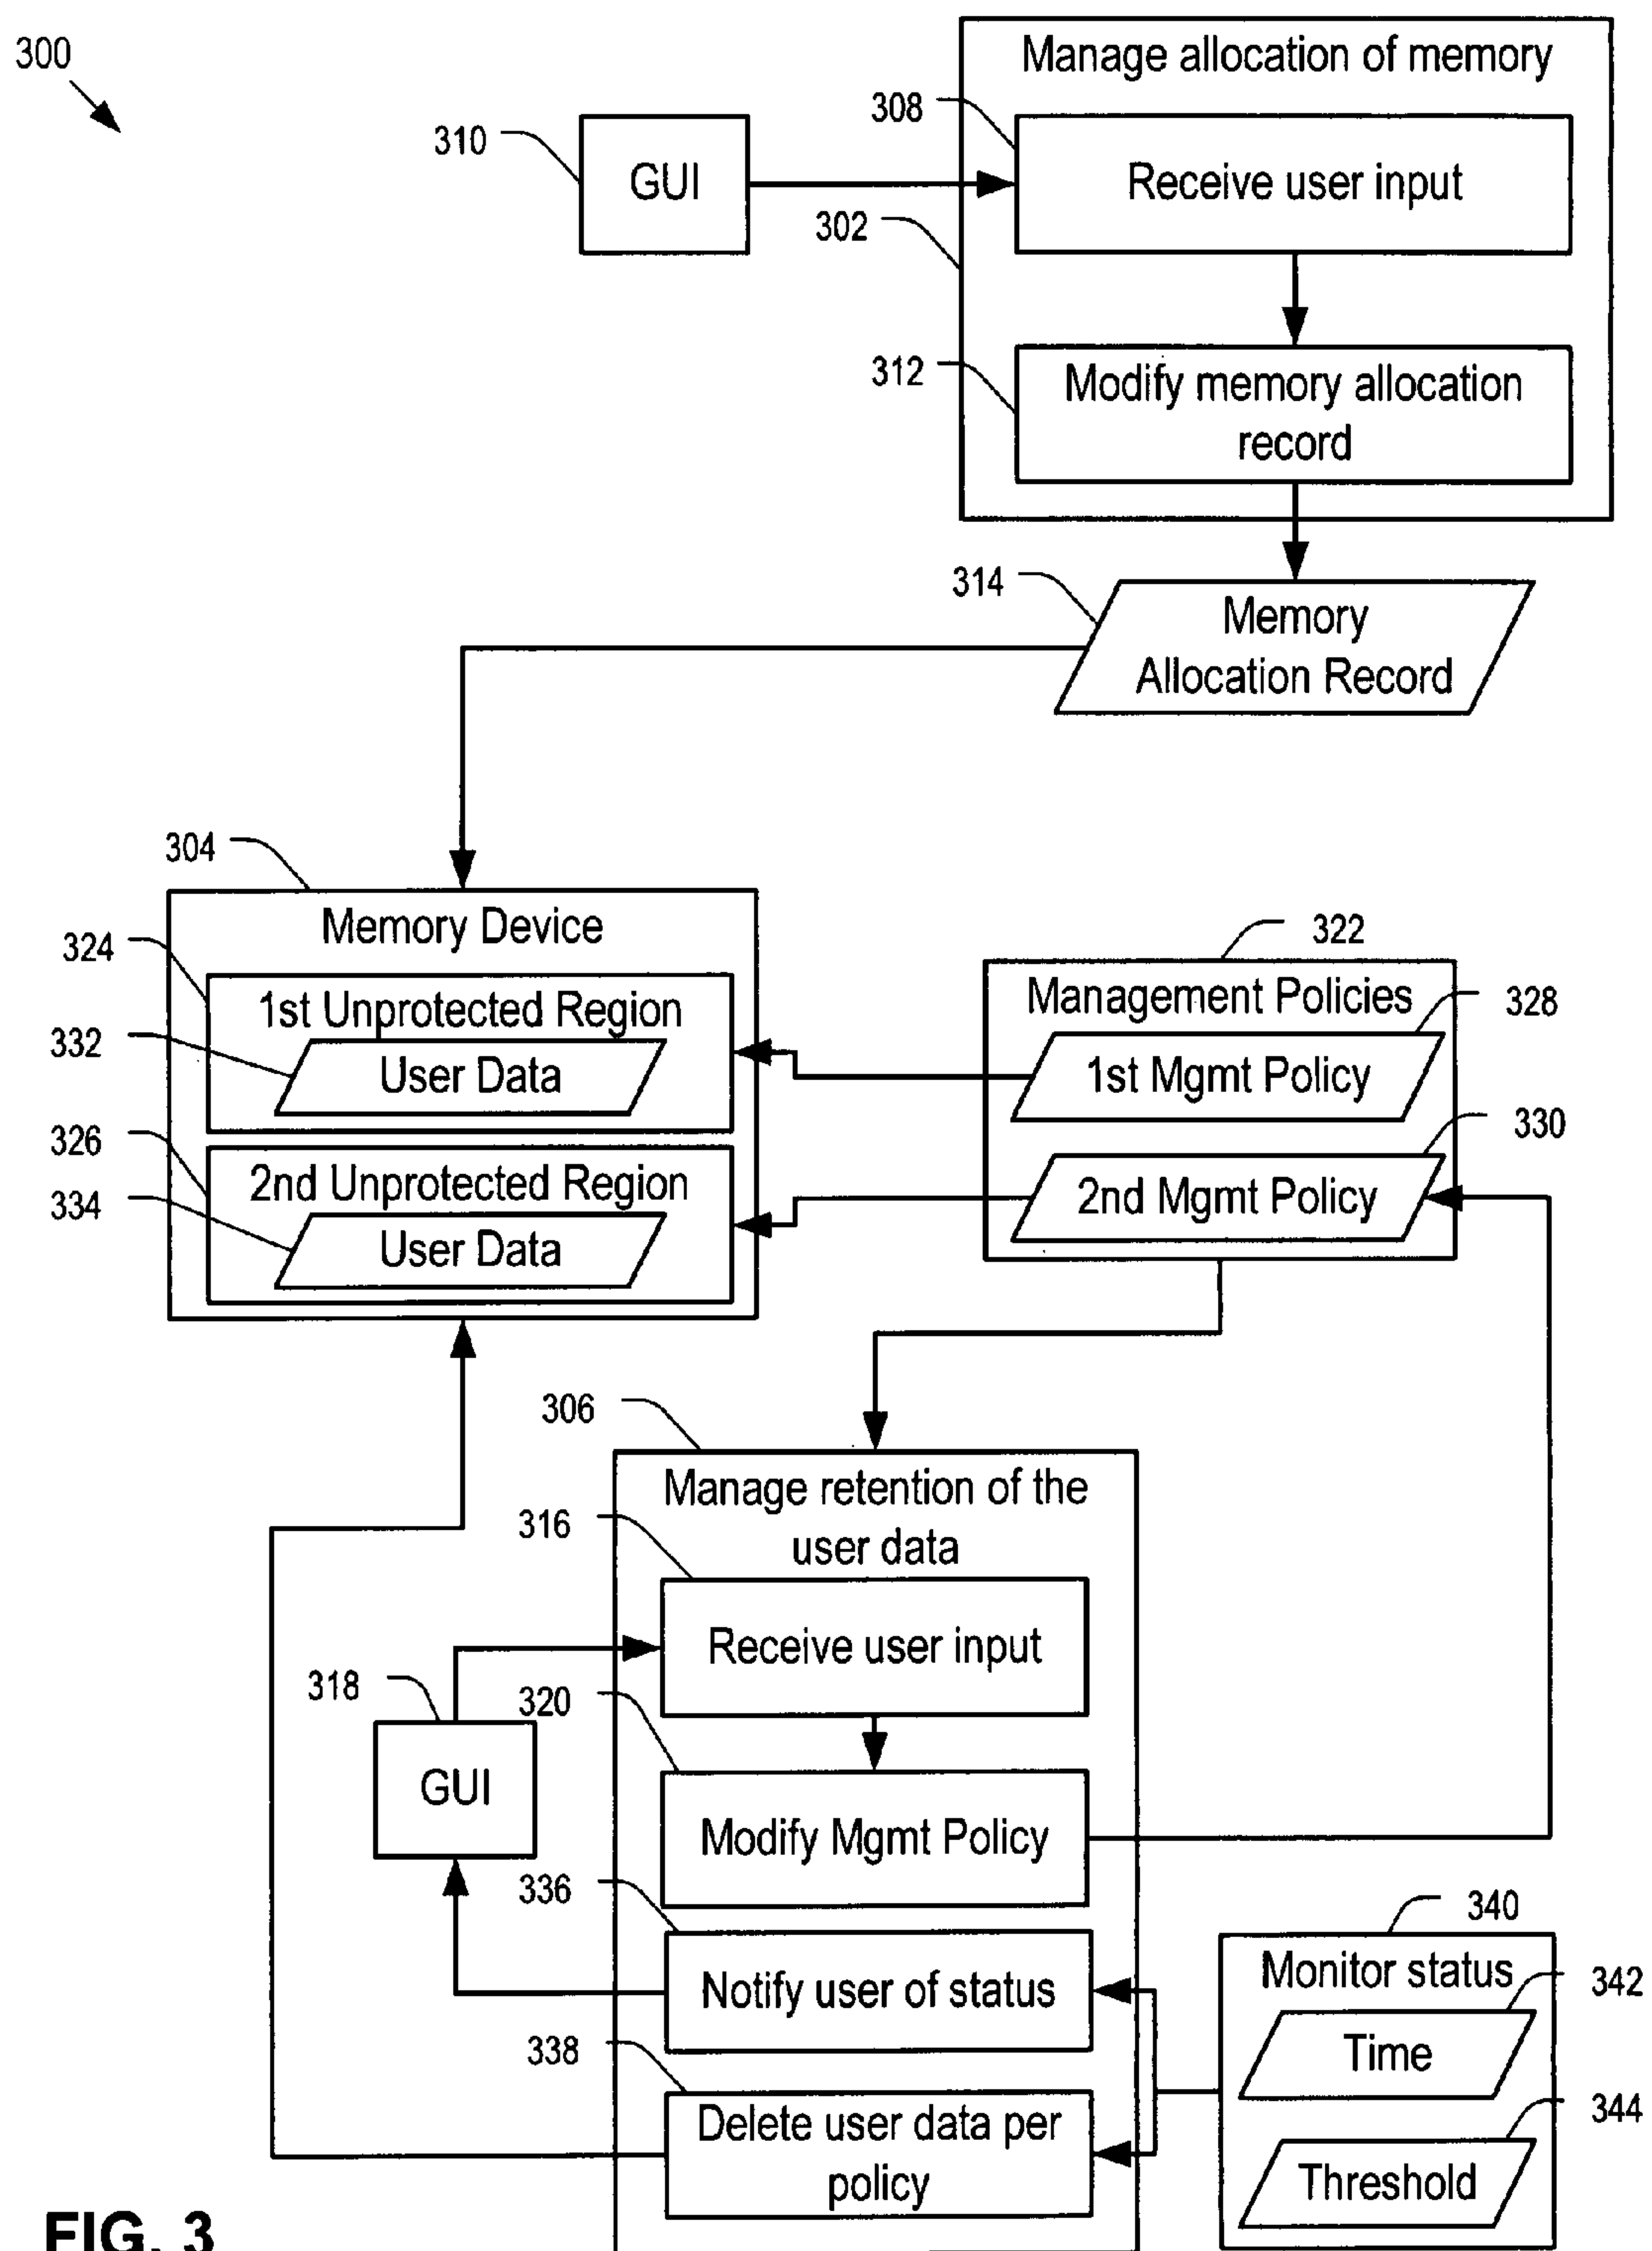 300
Manage allocation of memory
308
310
GUI
Receive user input
302
312
Modify memory allocation
record
314
Memory
Allocation Record
304
Memory Device
322
324
1st Unprotected Region
Management Policies
328
332
User Data
1st Mgmt Policy
330
326
2nd Unprotected Region
2nd Mgmt Policy
334
User Data
306
Manage retention of the
user data
316
Receive user input
318
320
GUI
Modify Mgmt Policy
336
340
Notify user of status
Monitor status
342
Time
338
Delete user data per
policy
344
Threshold
FIG. 3